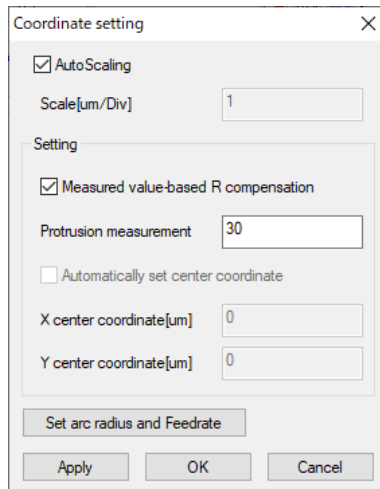 Coordinate setting
AutoScaling
Scale[um/Div] 1
Setting
Measured value-based R compensation
Protrusion measurement 30
Automatically set center coordinate
X center coordinate[um] 0
Y center coordinate[um] 0
Set arc radius and Feedrate
Apply OK Cancel